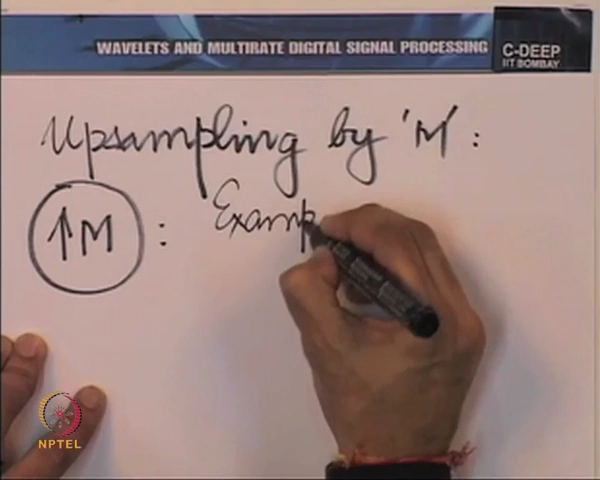 WAVELETS AND MULTIRATE DIGITAL SIGNAL PROCESSING
C-DEEP
IIT BOMBAY
Upsampling by 'M' :
↑M : Examp
NPTEL